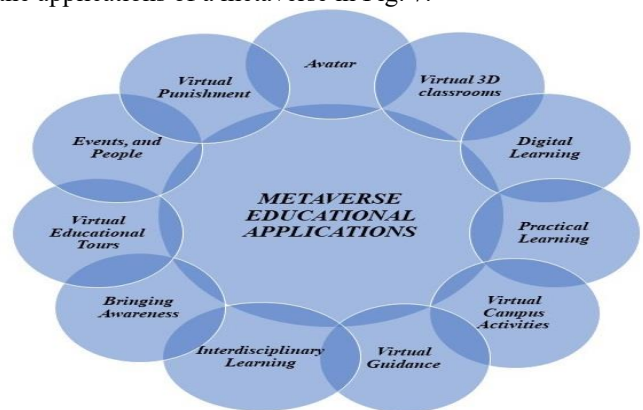 the applications of a metaverse in Fig. 7.
Avatar
Virtual 3D
classrooms
Digital
Learning
Practical
Learning
Virtual
Campus
Activities
Virtual
Guidance
Interdisciplinary
Learning
Bringing
Awareness
Virtual
Educational
Tours
Events, and
People
Virtual
Punishment
METAVERSE
EDUCATIONAL
APPLICATIONS